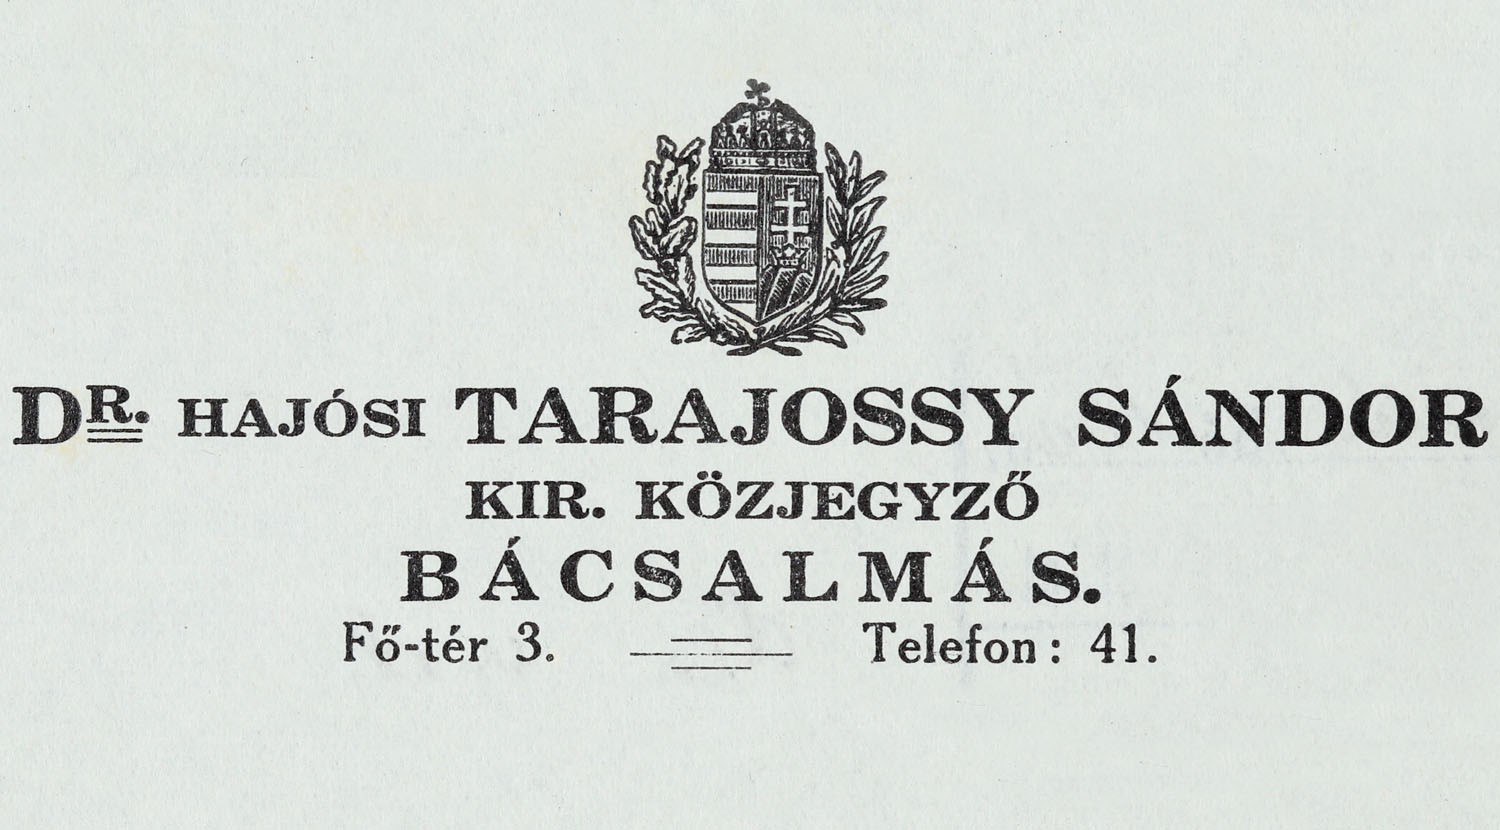 DR. HAJÓSI TARAJOSSY SÁNDOR
KIR. KÖZJEGYZŐ
BÁCSALMÁS.
Fő-tér 3. Telefon: 41.